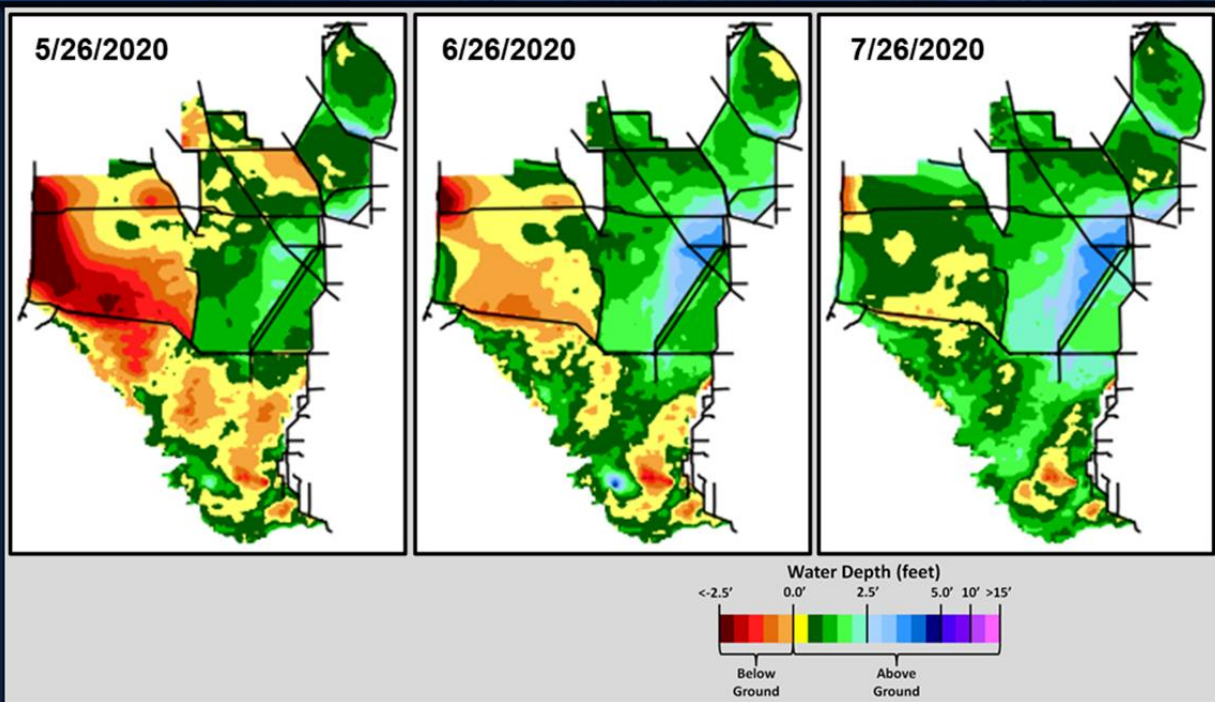 5/26/2020
6/26/2020
7/26/2020
Water Depth (feet)
<-2.5' 0.0' 2.5' 5.0' 10' >15'
Below Above
Ground Ground